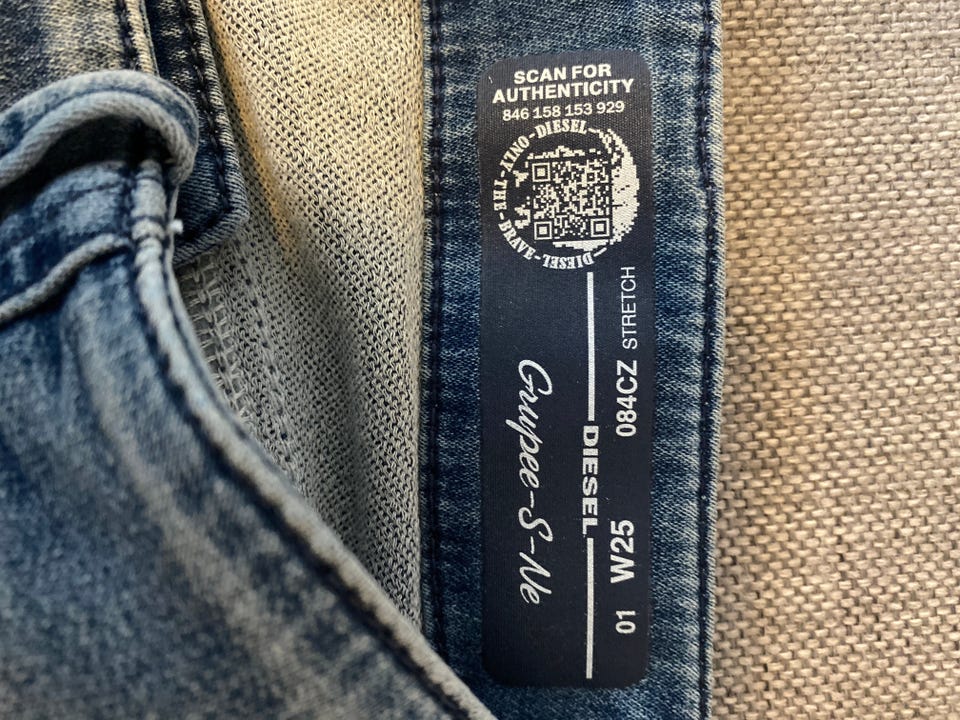 SCAN FOR
AUTHENTICITY
846 158 153 929
DIESEL - ONLY - THE - BRAVE - DIESEL
Grupee-S-Ne
DIESEL
084CZ STRETCH
01 W25